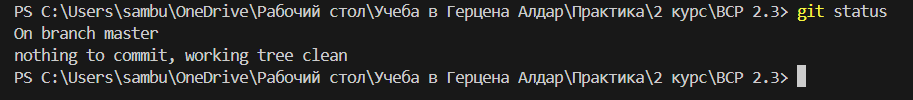 PS C:\Users\sambu\OneDrive\Рабочий стол\Учеба в Герцена Алдар\Практика\2 курс\ВСР 2.3> git status
On branch master
nothing to commit, working tree clean
PS C:\Users\sambu\OneDrive\Рабочий стол\Учеба в Герцена Алдар\Практика\2 курс\ВСР 2.3>